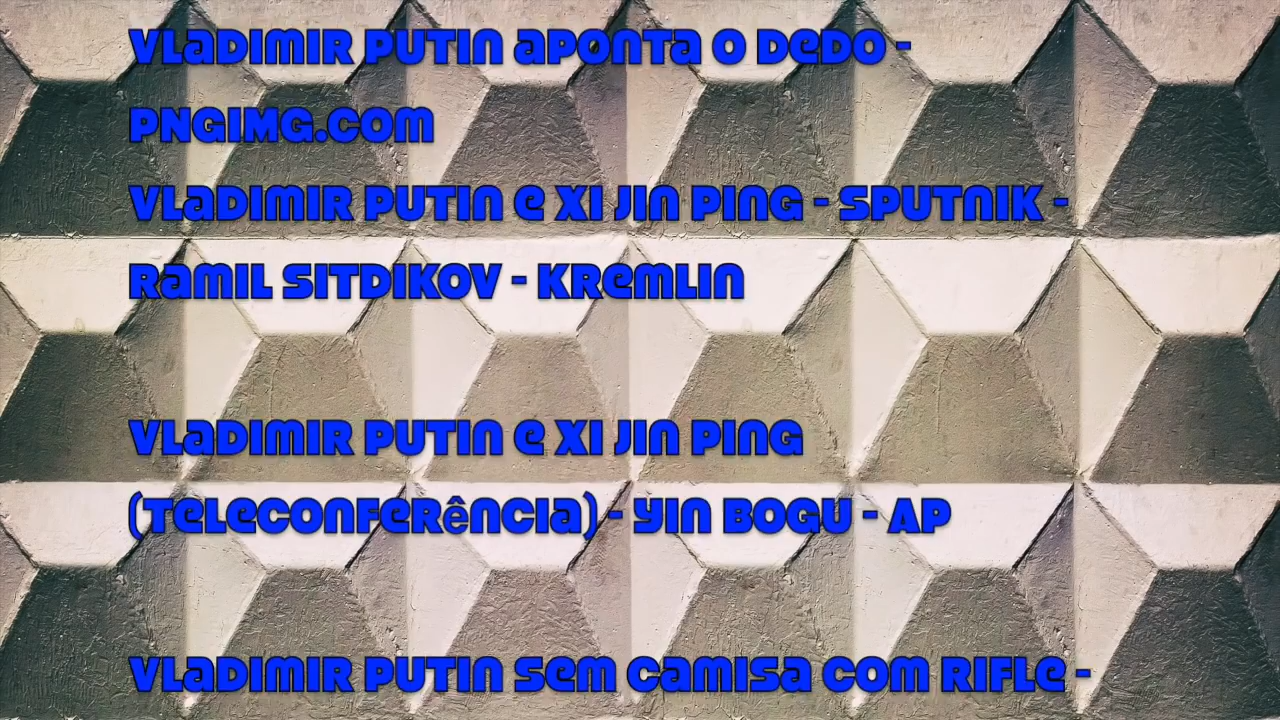 Vladimir Putin aponta o dedo -
PNGIMG.com
Vladimir Putin e Xi Jin Ping - Sputnik -
Ramil Sitdikov - Kremlin
Vladimir Putin e Xi Jin Ping
(teleconferência) - Yin Bogu - AP
Vladimir Putin sem camisa com rifle -